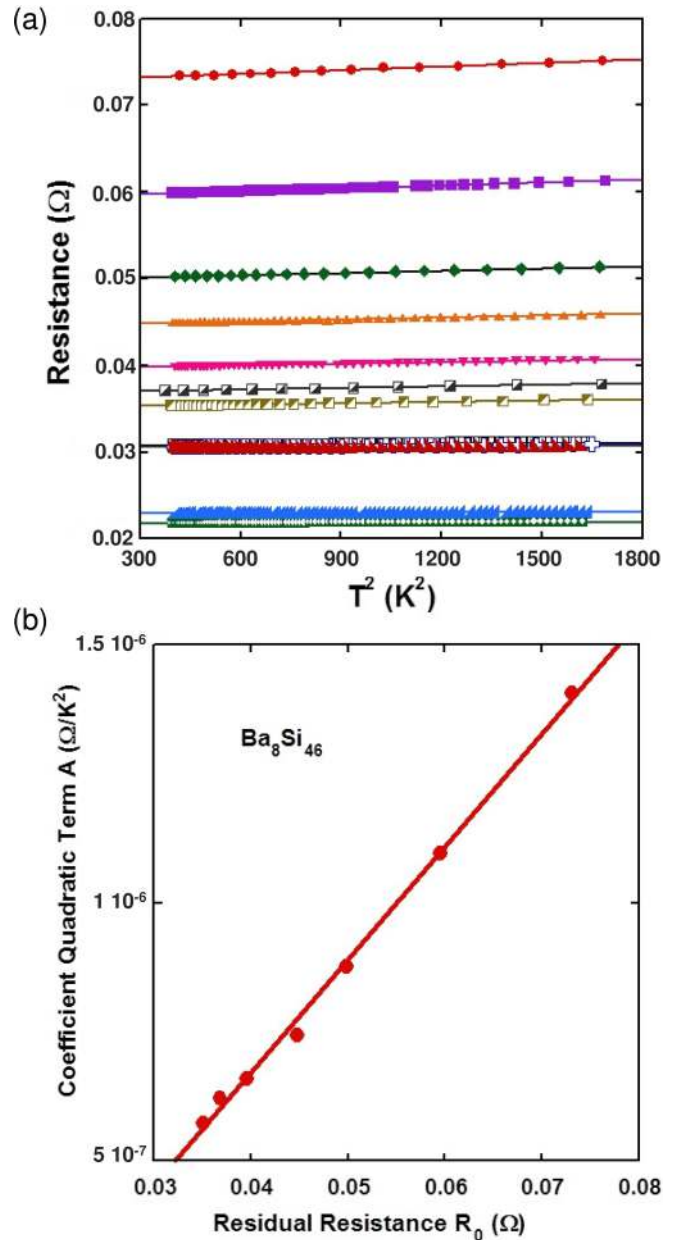 (a)
0.08
0.07
0.06
0.05
0.04
0.03
0.02
Resistance (Ω)
300 600 900 1200 1500 1800
T² (K²)
(b)
1.5 10⁻⁶
1 10⁻⁶
5 10⁻⁷
Coefficient Quadratic Term A (Ω/K²)
Ba₈Si₄₆
0.03 0.04 0.05 0.06 0.07 0.08
Residual Resistance R₀ (Ω)